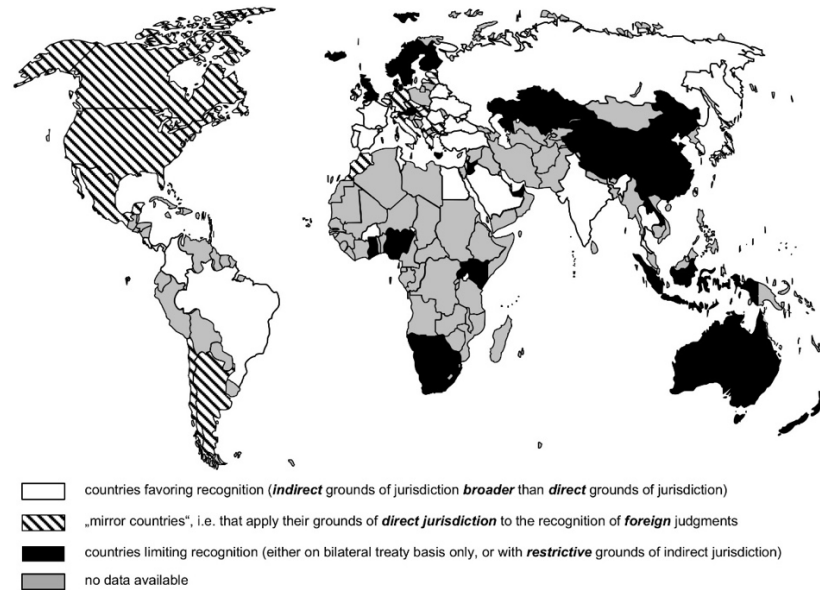 countries favoring recognition (indirect grounds of jurisdiction broader than direct grounds of jurisdiction)
„mirror countries“, i.e. that apply their grounds of direct jurisdiction to the recognition of foreign judgments
countries limiting recognition (either on bilateral treaty basis only, or with restrictive grounds of indirect jurisdiction)
no data available